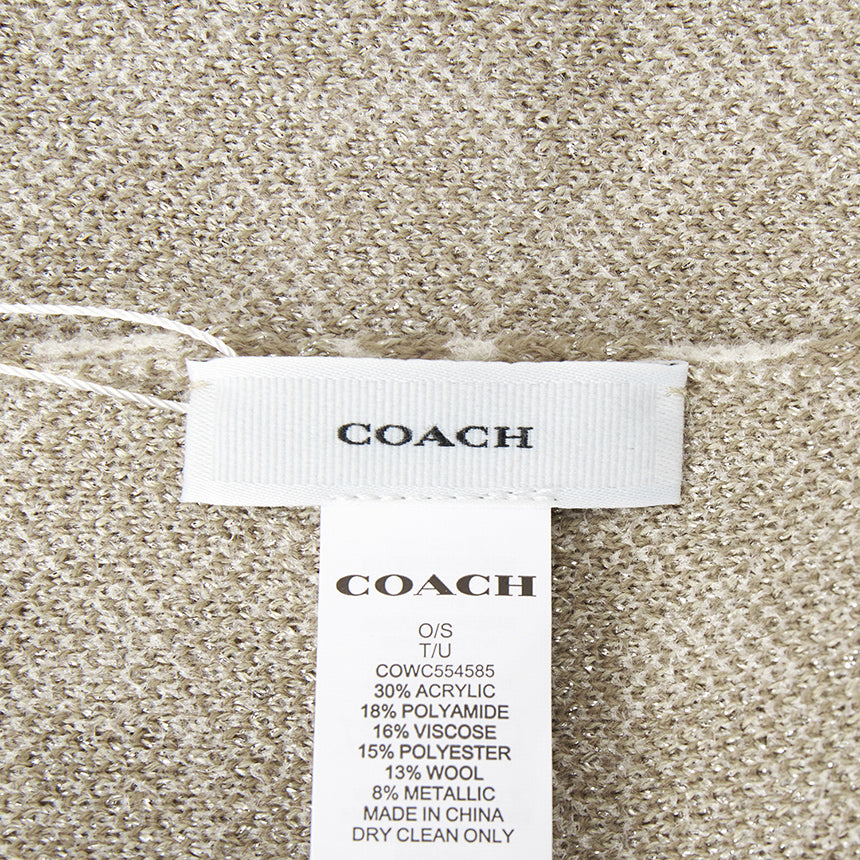 COACH
COACH
O/S
T/U
COWC554585
30% ACRYLIC
18% POLYAMIDE
16% VISCOSE
15% POLYESTER
13% WOOL
8% METALLIC
MADE IN CHINA
DRY CLEAN ONLY